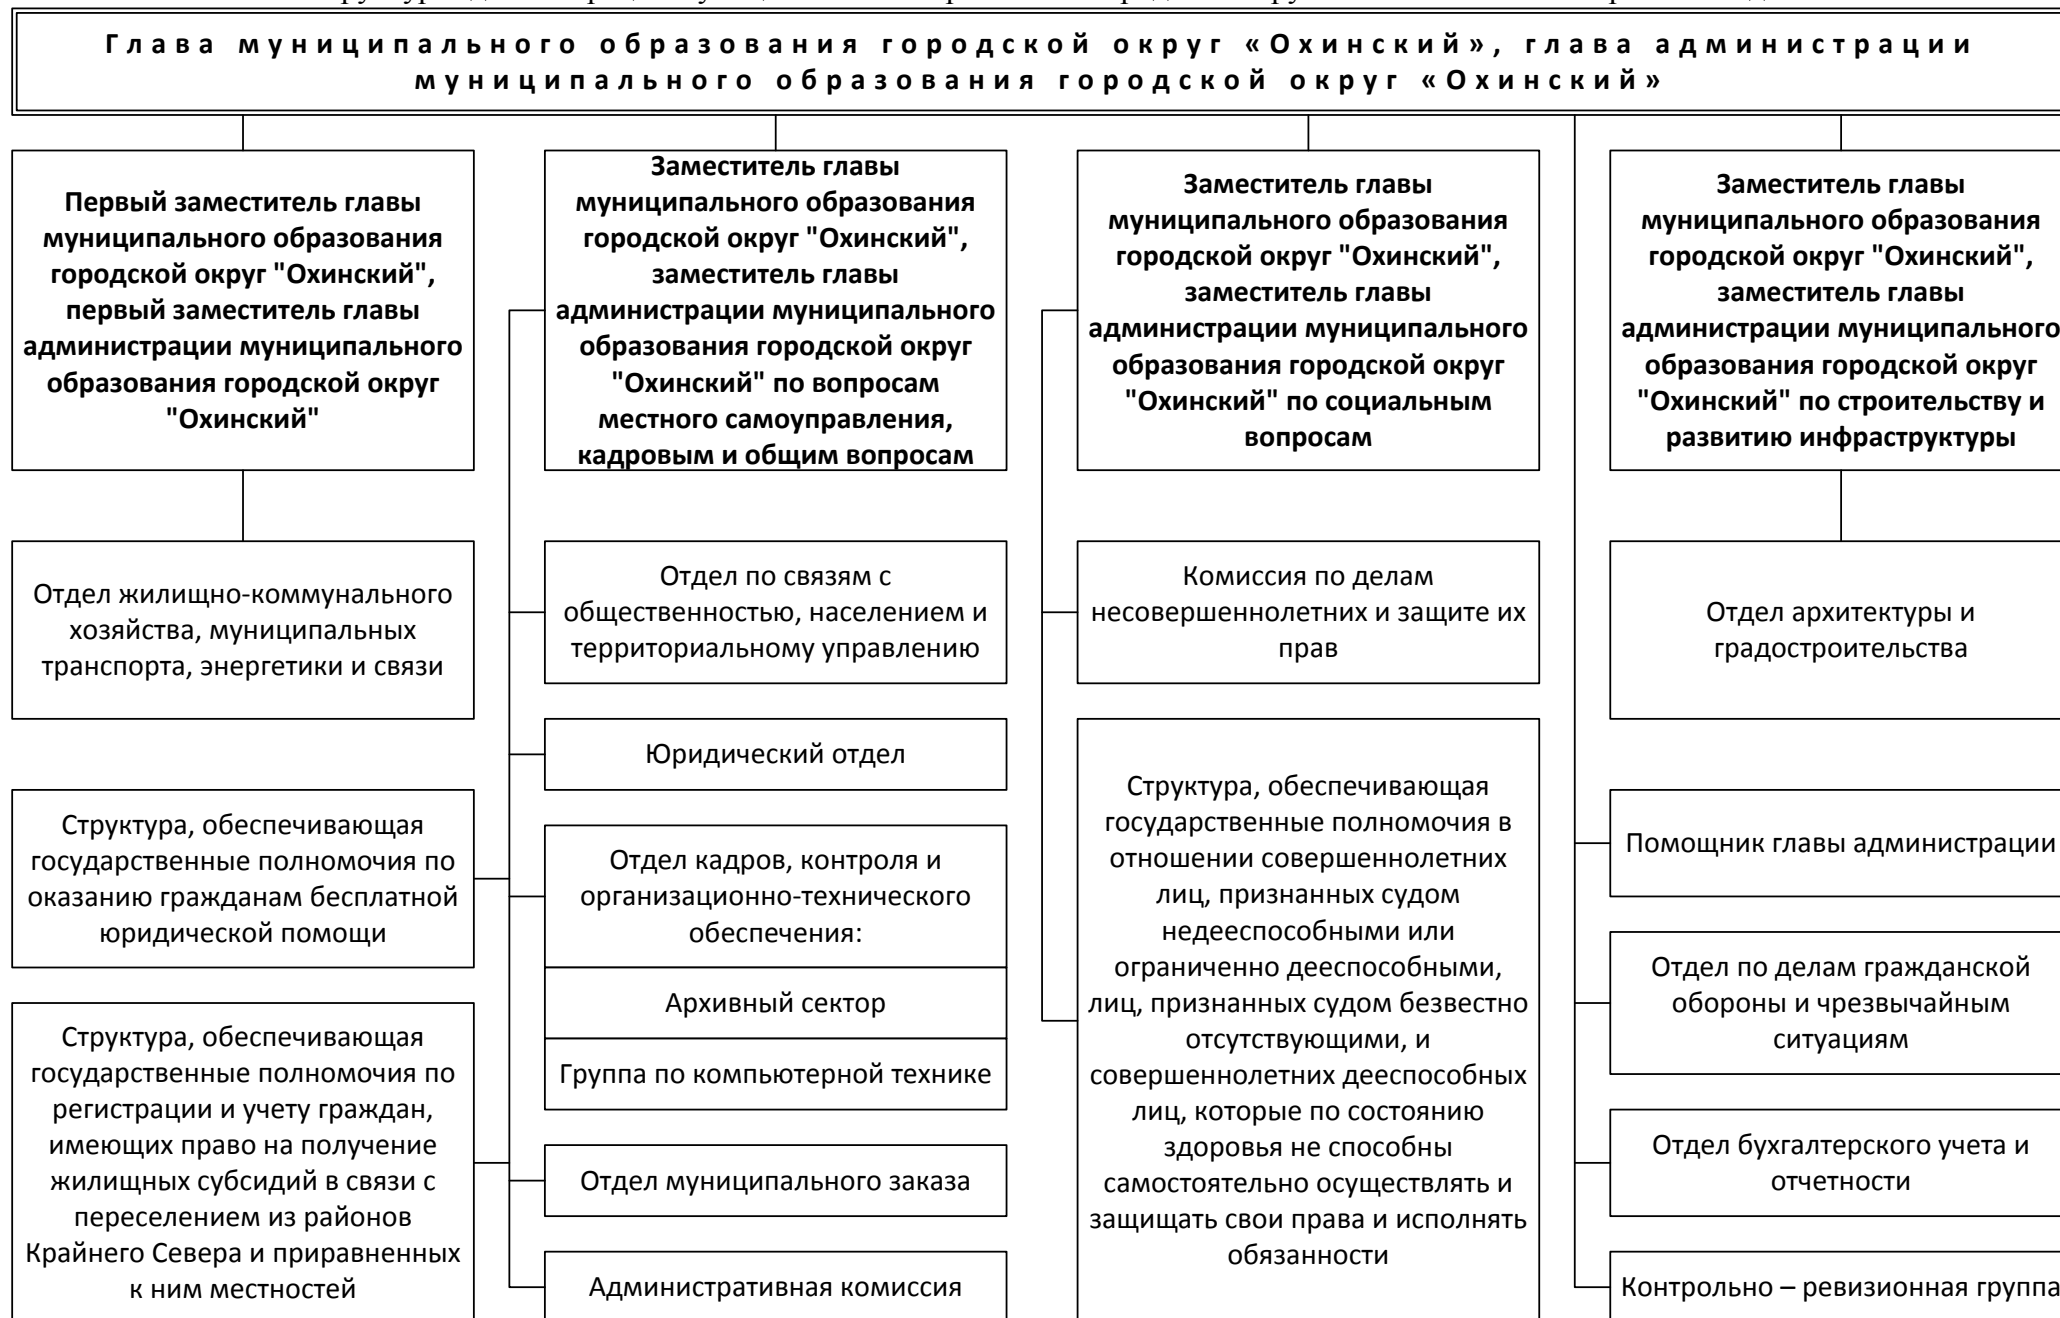 Глава муниципального образования городской округ «Охинский», глава администрации
муниципального образования городской округ «Охинский»
Первый заместитель главы
муниципального образования
городской округ "Охинский",
первый заместитель главы
администрации муниципального
образования городской округ
"Охинский"
Заместитель главы
муниципального образования
городской округ "Охинский",
заместитель главы
администрации муниципального
образования городской округ
"Охинский" по вопросам
местного самоуправления,
кадровым и общим вопросам
Заместитель главы
муниципального образования
городской округ "Охинский",
заместитель главы
администрации муниципального
образования городской округ
"Охинский" по социальным
вопросам
Заместитель главы
муниципального образования
городской округ "Охинский",
заместитель главы
администрации муниципального
образования городской округ
"Охинский" по строительству и
развитию инфраструктуры
Отдел жилищно-коммунального
хозяйства, муниципальных
транспорта, энергетики и связи
Структура, обеспечивающая
государственные полномочия по
оказанию гражданам бесплатной
юридической помощи
Структура, обеспечивающая
государственные полномочия по
регистрации и учету граждан,
имеющих право на получение
жилищных субсидий в связи с
переселением из районов
Крайнего Севера и приравненных
к ним местностей
Отдел по связям с
общественностью, населением и
территориальному управлению
Юридический отдел
Отдел кадров, контроля и
организационно-технического
обеспечения:
Архивный сектор
Группа по компьютерной технике
Отдел муниципального заказа
Административная комиссия
Комиссия по делам
несовершеннолетних и защите их
прав
Структура, обеспечивающая
государственные полномочия в
отношении совершеннолетних
лиц, признанных судом
недееспособными или
ограниченно дееспособными,
лиц, признанных судом безвестно
отсутствующими, и
совершеннолетних дееспособных
лиц, которые по состоянию
здоровья не способны
самостоятельно осуществлять и
защищать свои права и исполнять
обязанности
Отдел архитектуры и
градостроительства
Помощник главы администрации
Отдел по делам гражданской
обороны и чрезвычайным
ситуациям
Отдел бухгалтерского учета и
отчетности
Контрольно – ревизионная группа